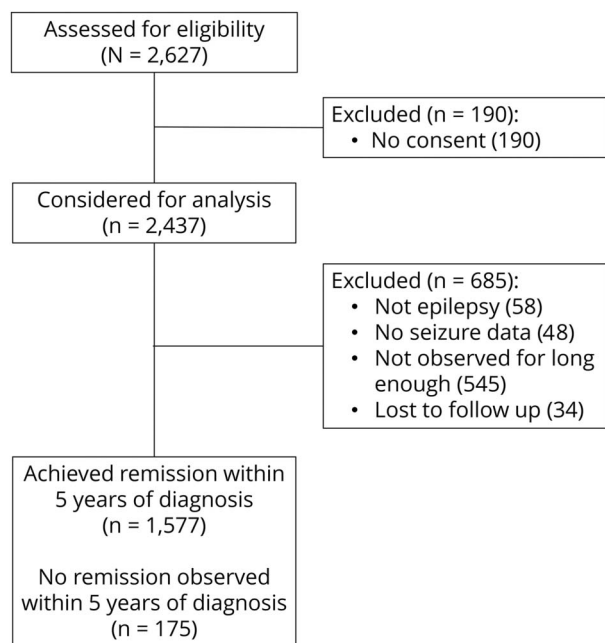 Assessed for eligibility
(N = 2,627)
Excluded (n = 190):
• No consent (190)
Considered for analysis
(n = 2,437)
Excluded (n = 685):
• Not epilepsy (58)
• No seizure data (48)
• Not observed for long
enough (545)
• Lost to follow up (34)
Achieved remission within
5 years of diagnosis
(n = 1,577)
No remission observed
within 5 years of diagnosis
(n = 175)